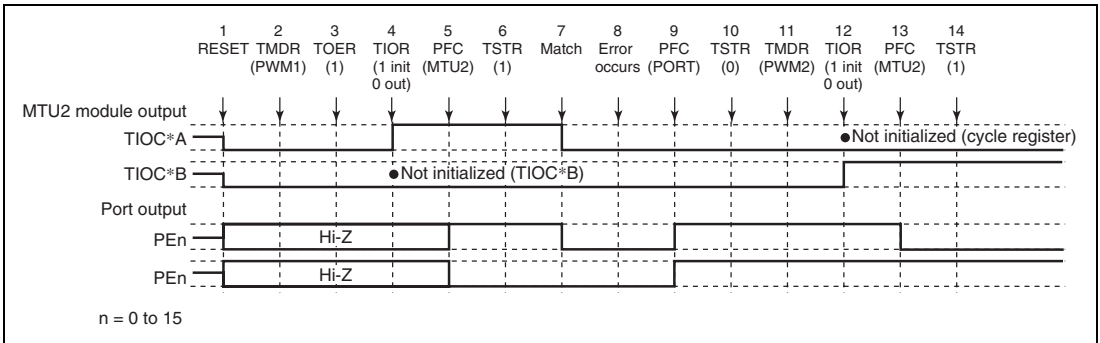 1 2 3 4 5 6 7 8 9 10 11 12 13 14
RESET TMDR TOER TIOR PFC TSTR Match Error PFC TSTR TMDR TIOR PFC TSTR
(PWM1) (1) (1 init (MTU2) (1) occurs (PORT) (0) (PWM2) (1 init (MTU2) (1)
0 out) 0 out)
MTU2 module output
TIOC*A
●Not initialized (cycle register)
TIOC*B
●Not initialized (TIOC*B)
Port output
PEn Hi-Z
PEn Hi-Z
n = 0 to 15